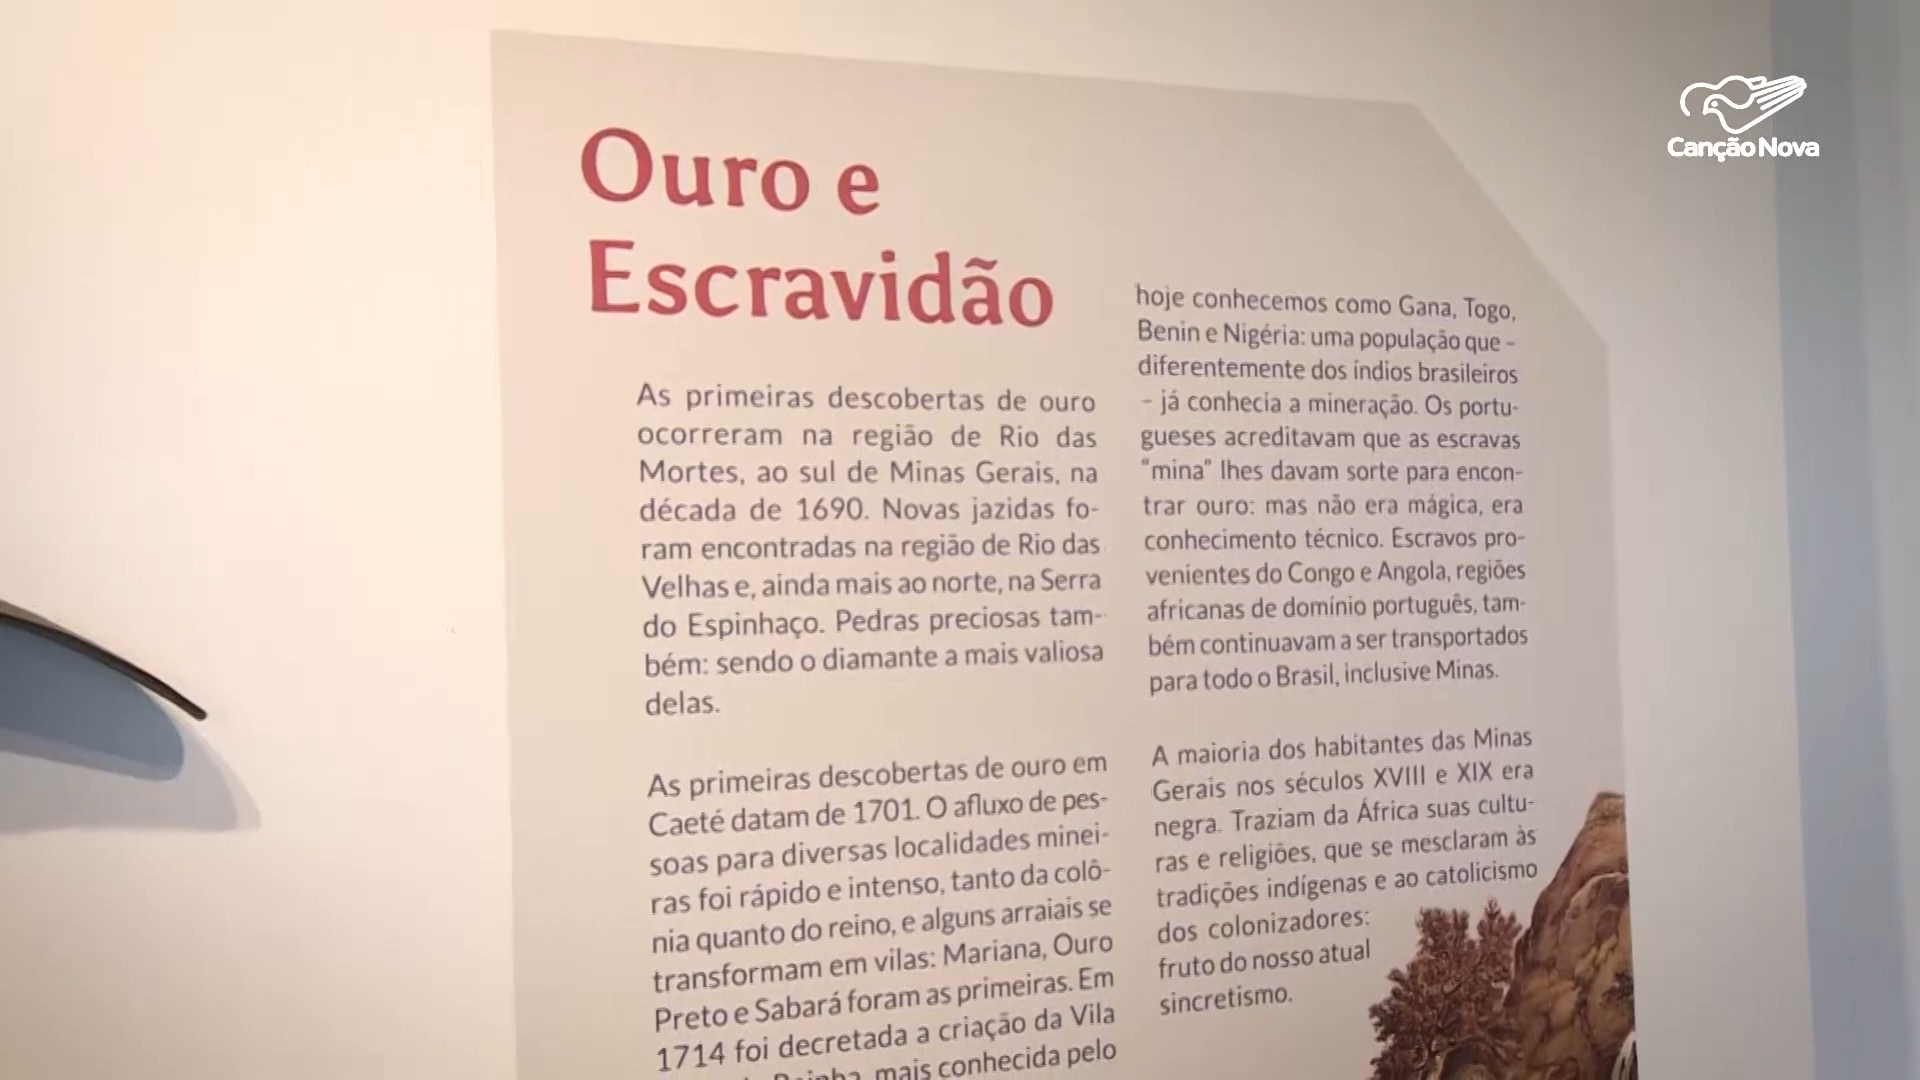 Ouro e
Escravidão
As primeiras descobertas de ouro
ocorreram na região de Rio das
Mortes, ao sul de Minas Gerais, na
década de 1690. Novas jazidas fo-
ram encontradas na região de Rio das
Velhas e, ainda mais ao norte, na Serra
do Espinhaço. Pedras preciosas tam-
bém: sendo o diamante a mais valiosa
delas.
As primeiras descobertas de ouro em
Caeté datam de 1701. O afluxo de pes-
soas para diversas localidades minei-
ras foi rápido e intenso, tanto da colô-
nia quanto do reino, e alguns arraiais se
transformam em vilas: Mariana, Ouro
Preto e Sabará foram as primeiras. Em
1714 foi decretada a criação da Vila
Rainha, mais conhecida pelo
hoje conhecemos como Gana, Togo,
Benin e Nigéria: uma população que -
diferentemente dos índios brasileiros
- já conhecia a mineração. Os portu-
gueses acreditavam que as escravas
"mina" lhes davam sorte para encon-
trar ouro: mas não era mágica, era
conhecimento técnico. Escravos pro-
venientes do Congo e Angola, regiões
africanas de domínio português, tam-
bém continuavam a ser transportados
para todo o Brasil, inclusive Minas.
A maioria dos habitantes das Minas
Gerais nos séculos XVIII e XIX era
negra. Traziam da África suas cultu-
ras e religiões, que se mesclaram às
tradições indígenas e ao catolicismo
dos colonizadores:
fruto do nosso atual
sincretismo.
Canção Nova